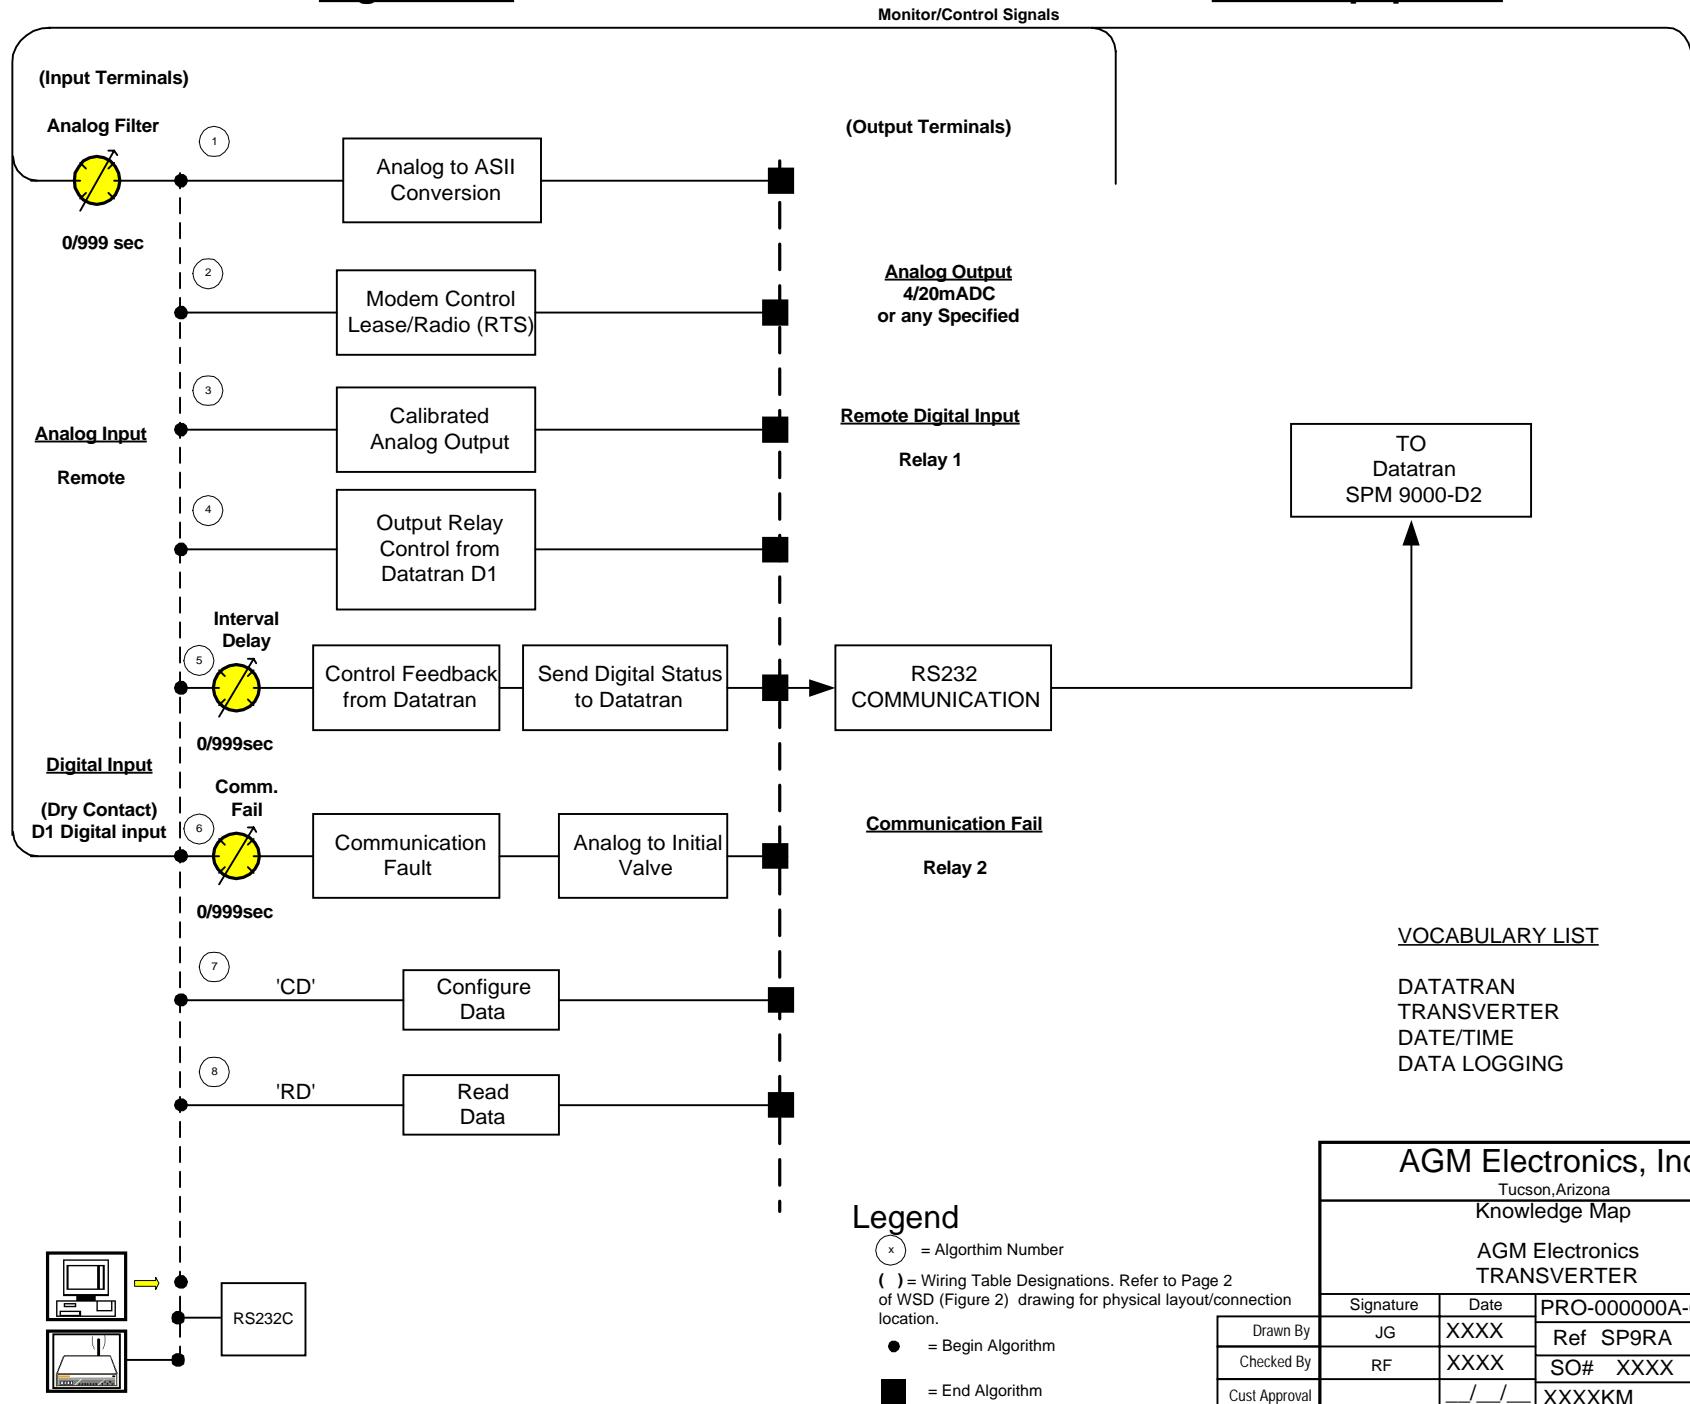 Monitor/Control Signals
(Input Terminals)
Analog Filter
0/999 sec
1
Analog to ASII
Conversion
(Output Terminals)
2
Modem Control
Lease/Radio (RTS)
Analog Output
4/20mADC
or any Specified
3
Calibrated
Analog Output
Analog Input
Remote
Remote Digital Input
Relay 1
TO
Datatran
SPM 9000-D2
4
Output Relay
Control from
Datatran D1
Interval
Delay
5
0/999sec
Control Feedback
from Datatran
Send Digital Status
to Datatran
RS232
COMMUNICATION
Digital Input
(Dry Contact)
D1 Digital input
Comm.
Fail
6
0/999sec
Communication
Fault
Analog to Initial
Valve
Communication Fail
Relay 2
7
'CD'
Configure
Data
8
'RD'
Read
Data
VOCABULARY LIST
DATATRAN
TRANSVERTER
DATE/TIME
DATA LOGGING
RS232C
Legend
x = Algorthim Number
( ) = Wiring Table Designations. Refer to Page 2
of WSD (Figure 2) drawing for physical layout/connection
location.
= Begin Algorithm
= End Algorithm
AGM Electronics, Inc
Tucson,Arizona
Knowledge Map
AGM Electronics
TRANSVERTER
Signature Date PRO-000000A-
Drawn By JG XXXX Ref SP9RA
Checked By RF XXXX SO# XXXX
Cust Approval __/__/__ XXXXKM